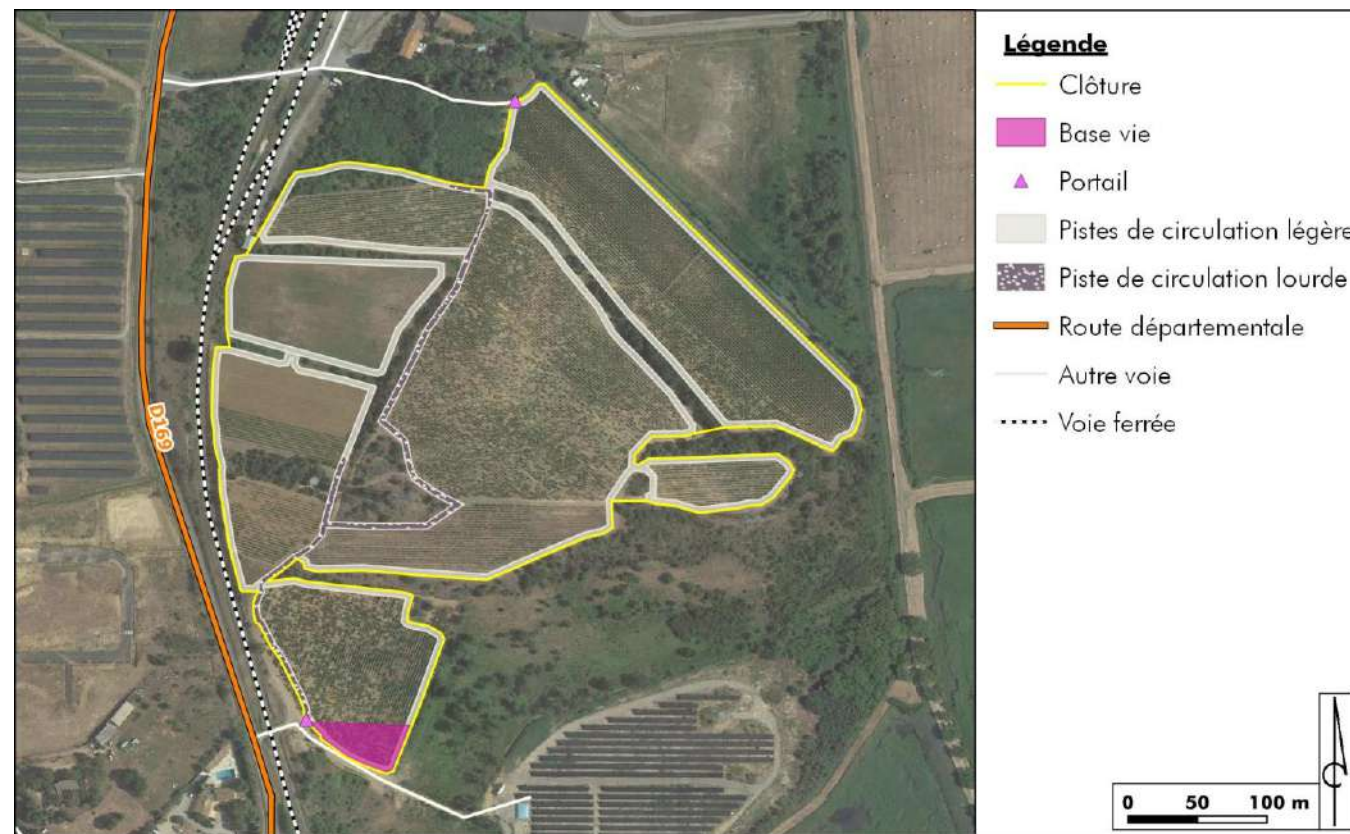 Légende
Clôture
Base vie
Portail
Pistes de circulation légère
Piste de circulation lourde
Route départementale
Autre voie
Voie ferrée
D169
0 50 100 m